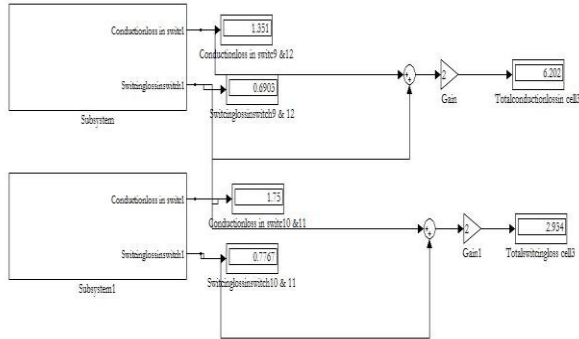 Conductionloss in switc1
1.351
Conductionloss in switc9 &12
Switcinglossinswitch1
0.6903
Switcinglossinswitch9 & 12
Subsystem
+
+
2
Gain
6.202
Totalconductionlossin cell3
Conductionloss in switc1
1.75
Conductionloss in switc10 &11
Switcinglossinswitch1
0.7767
Switcinglossinswitch10 & 11
Subsystem1
+
+
2
Gain1
2.934
Totalswitcingloss cell3